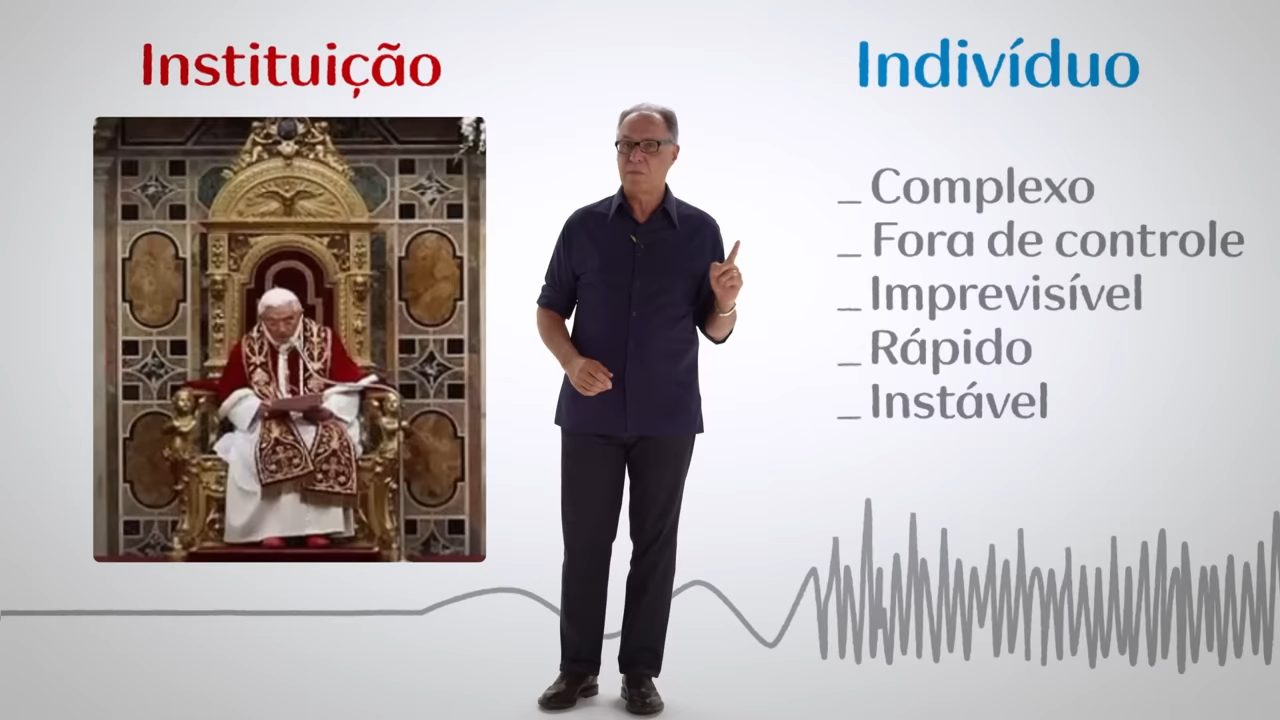 Instituição
Indivíduo
_ Complexo
_ Fora de controle
_ Imprevisível
_ Rápido
_ Instável